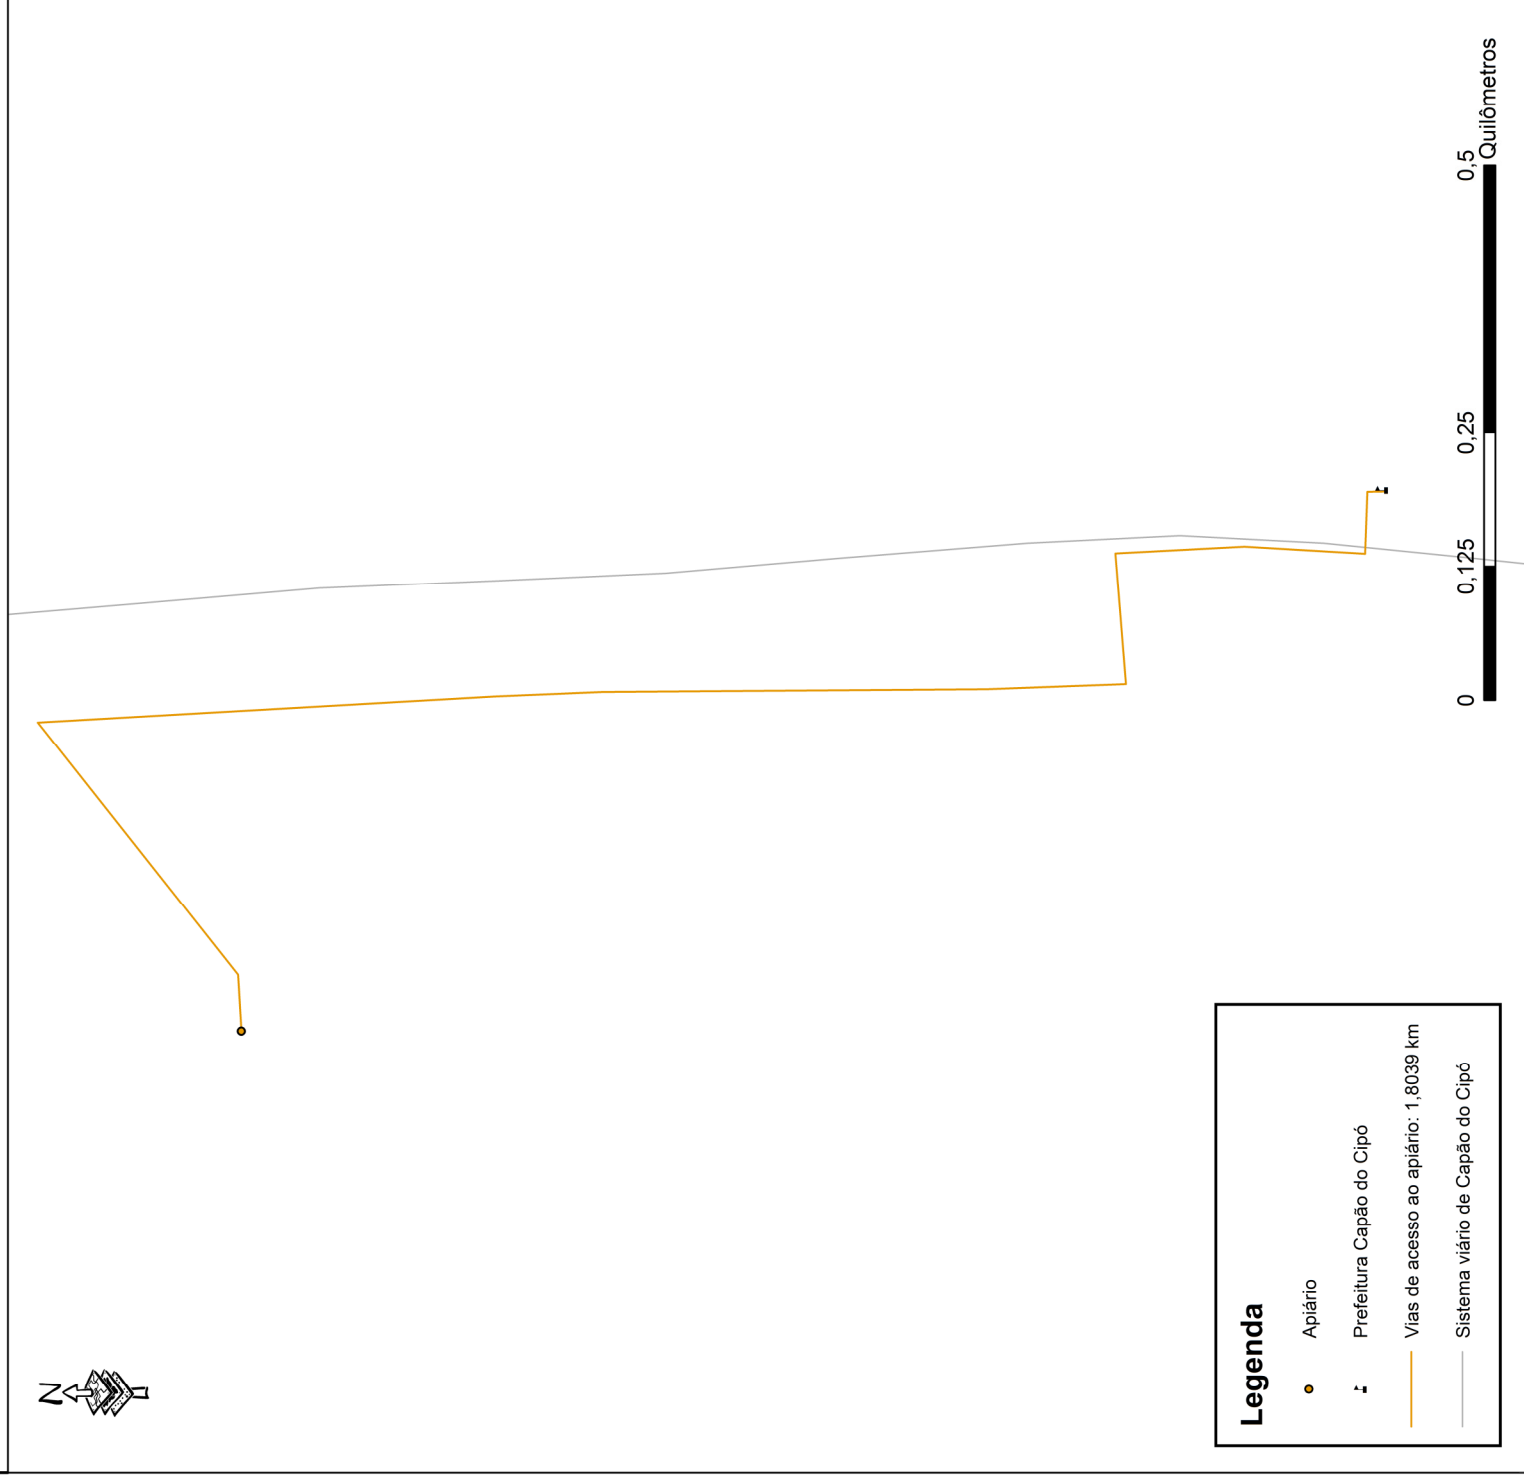 N
Legenda
Apiário
Prefeitura Capão do Cipó
Vias de acesso ao apiário: 1,8039 km
Sistema viário de Capão do Cipó
0 0,125 0,25 0,5
Quilômetros